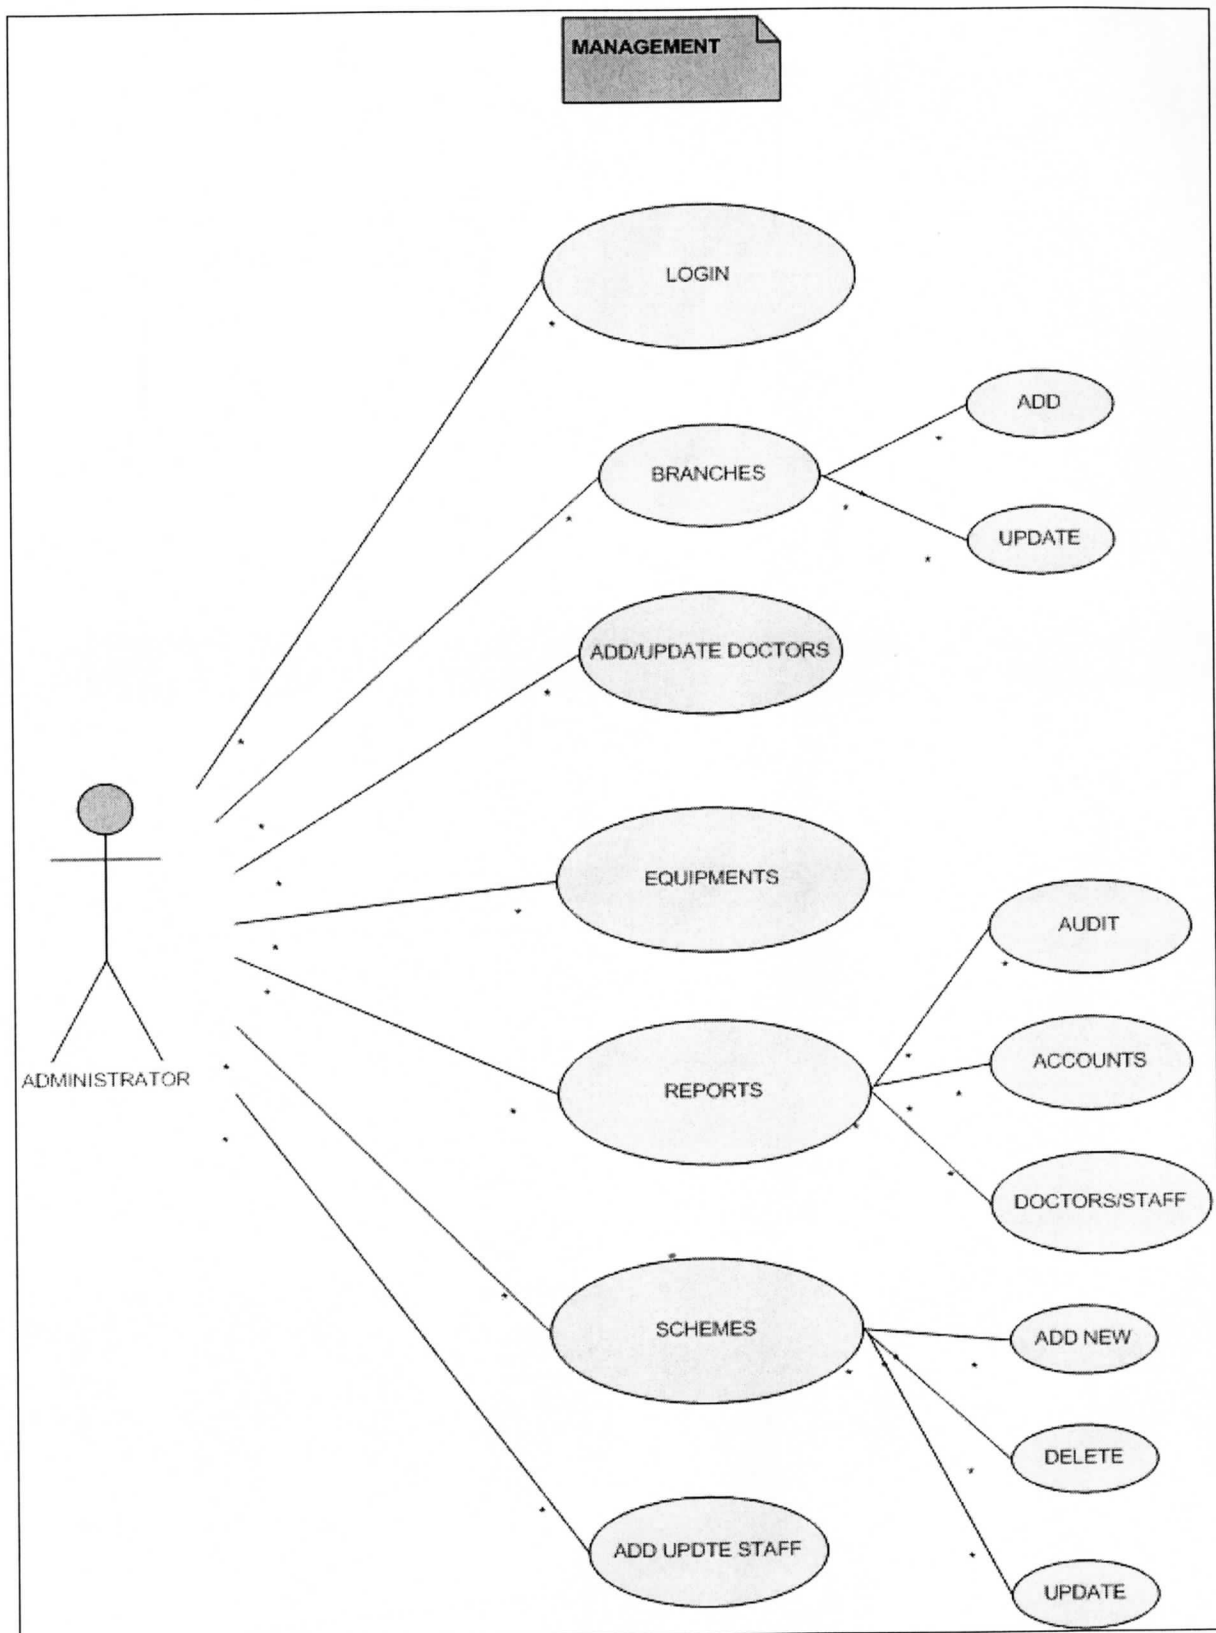 MANAGEMENT
LOGIN
ADD
BRANCHES
UPDATE
ADD/UPDATE DOCTORS
EQUIPMENTS
AUDIT
ADMINISTRATOR
REPORTS
ACCOUNTS
DOCTORS/STAFF
SCHEMES
ADD NEW
DELETE
ADD UPDTE STAFF
UPDATE